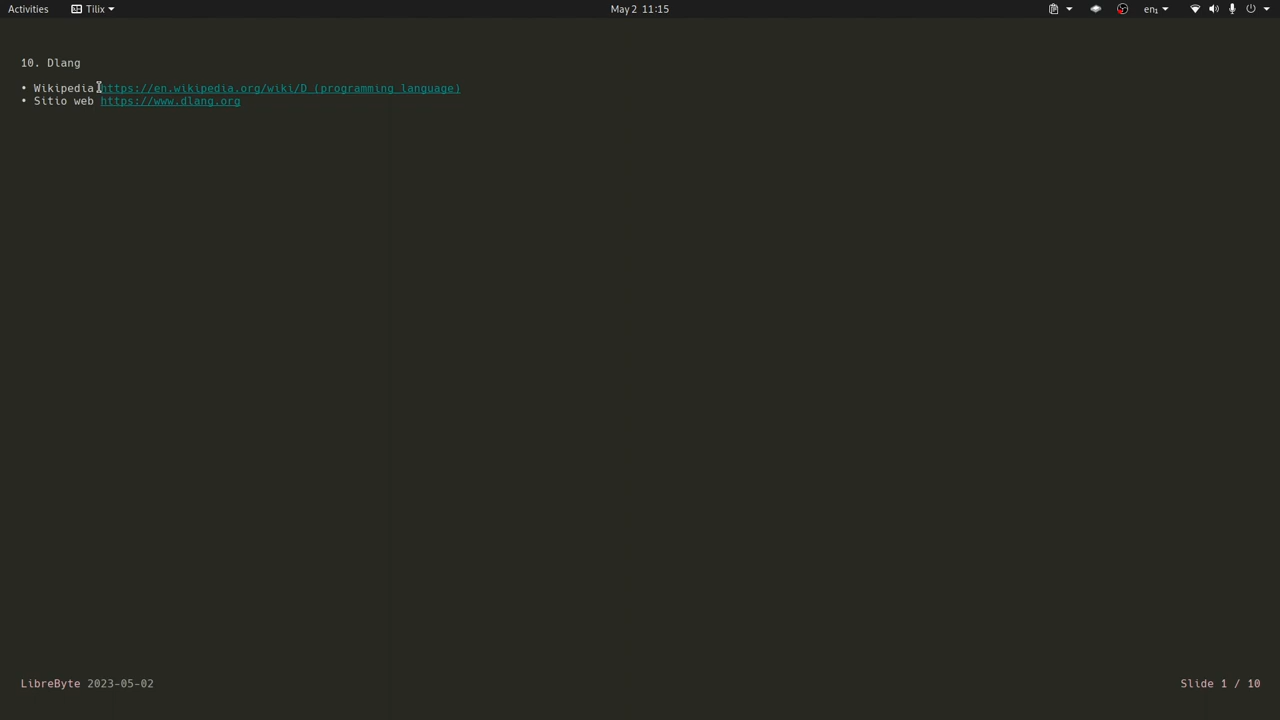 Activities Tilix May 2 11:15 en₁
10. Dlang
• Wikipedia https://en.wikipedia.org/wiki/D_(programming_language)
• Sitio web https://www.dlang.org
LibreByte 2023-05-02 Slide 1 / 10